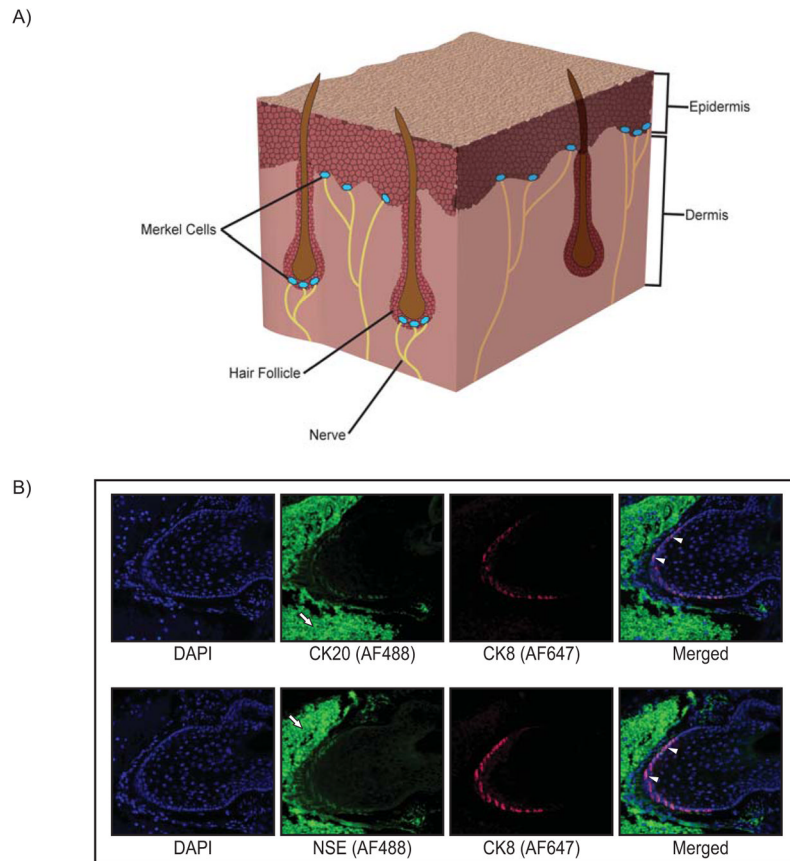 A)
Epidermis
Merkel Cells
Dermis
Hair Follicle
Nerve
B)
DAPI CK20 (AF488) CK8 (AF647) Merged
DAPI NSE (AF488) CK8 (AF647) Merged